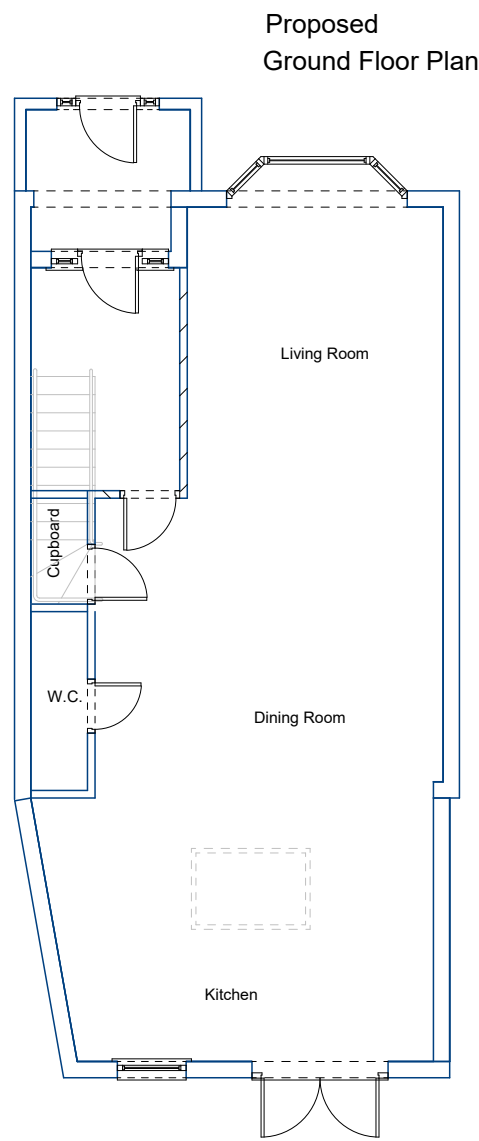 Proposed
Ground Floor Plan
Living Room
Cupboard
W.C.
Dining Room
Kitchen